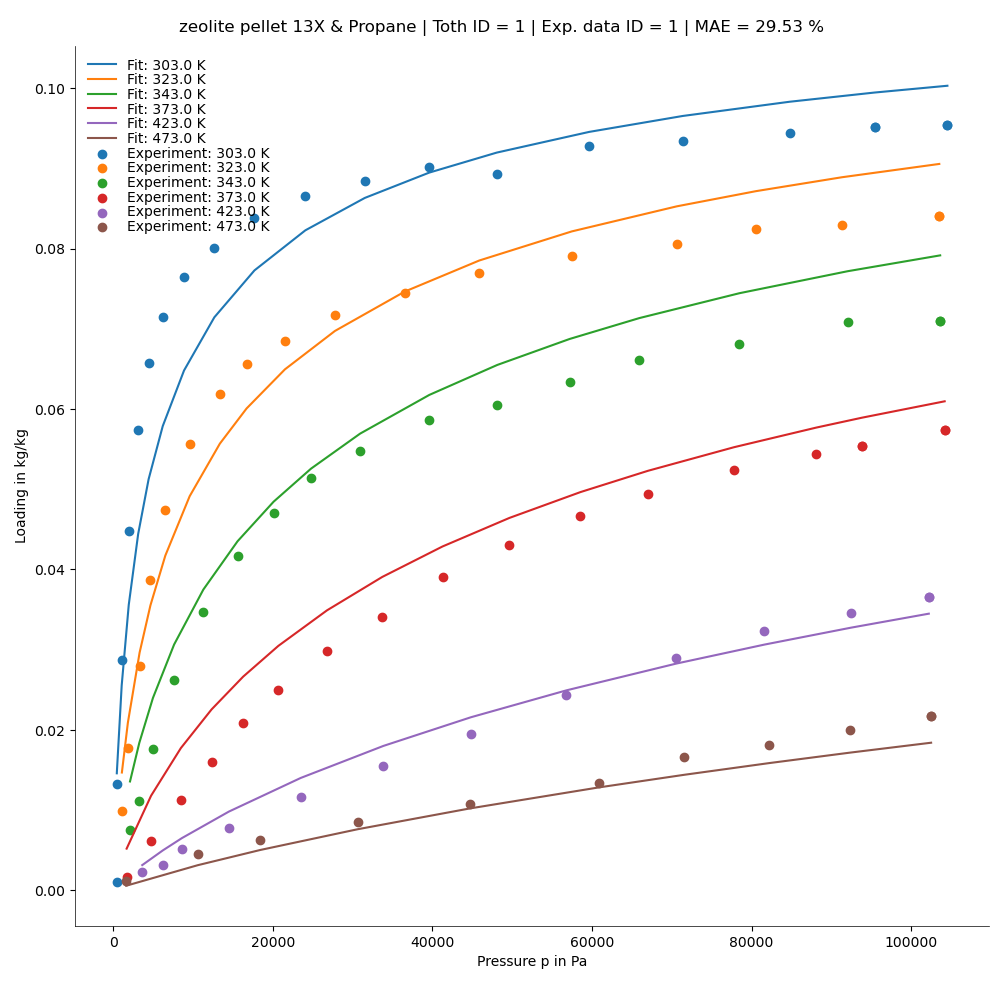 zeolite pellet 13X & Propane | Toth ID = 1 | Exp. data ID = 1 | MAE = 29.53 %
Fit: 303.0 K
Fit: 323.0 K
Fit: 343.0 K
Fit: 373.0 K
Fit: 423.0 K
Fit: 473.0 K
Experiment: 303.0 K
Experiment: 323.0 K
Experiment: 343.0 K
Experiment: 373.0 K
Experiment: 423.0 K
Experiment: 473.0 K
Loading in kg/kg
0.10
0.08
0.06
0.04
0.02
0.00
0 20000 40000 60000 80000 100000
Pressure p in Pa